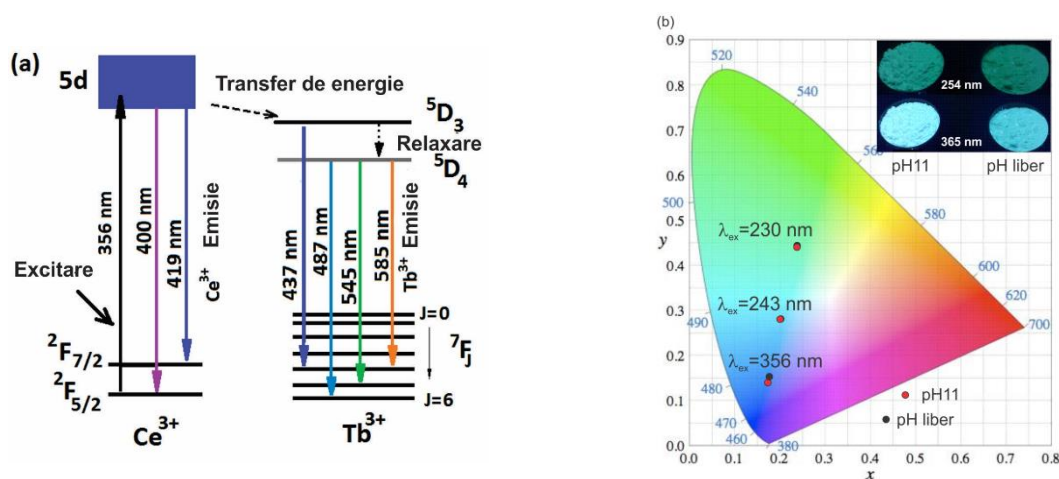 (a)
5d
Transfer de energie
⁵D₃
Relaxare
⁵D₄
356 nm
400 nm
419 nm
Emisie
Ce³⁺
437 nm
487 nm
545 nm
585 nm
Tb³⁺
Emisie
Excitare
²F₇/₂
²F₅/₂
J=0
⁷Fⱼ
J=6
Ce³⁺
Tb³⁺
(b)
0.9
0.8
0.7
0.6
0.5
y
0.4
0.3
0.2
0.1
0.0
520
540
560
580
600
620
700
500
490
480
470
460
380
254 nm
365 nm
pH11
pH liber
λₑₓ=230 nm
λₑₓ=243 nm
λₑₓ=356 nm
pH11
pH liber
0.0 0.1 0.2 0.3 0.4 0.5 0.6 0.7 0.8
x